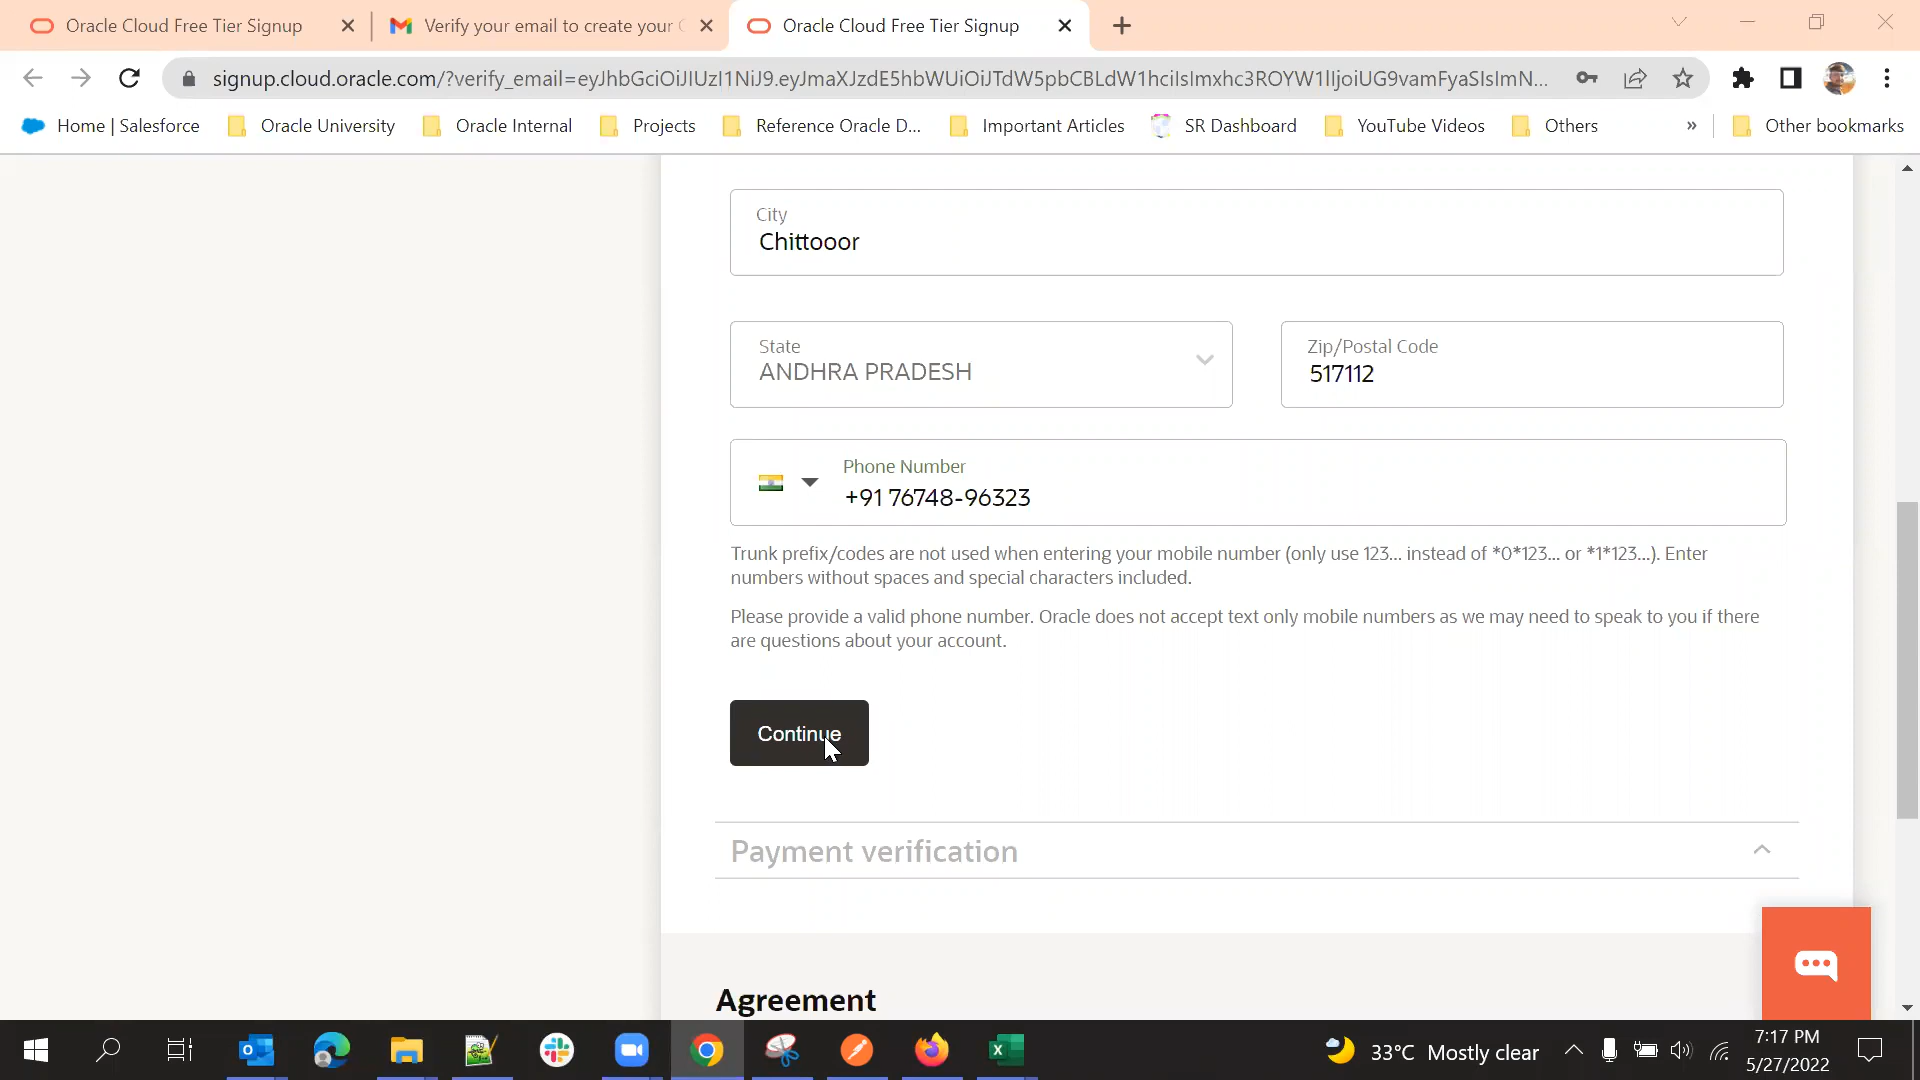 Oracle Cloud Free Tier Signup
Verify your email to create your
Oracle Cloud Free Tier Signup
signup.cloud.oracle.com/?verify_email=eyJhbGciOiJIUzI1NiJ9.eyJmaXJzdE5hbWUiOiJTdW5pbCBLdW1hciIsImxhc3ROYW1lIjoiUG9vamFyaSIsImN...
Home | Salesforce
Oracle University
Oracle Internal
Projects
Reference Oracle D...
Important Articles
SR Dashboard
YouTube Videos
Others
»
Other bookmarks
City
Chittooor
State
ANDHRA PRADESH
Zip/Postal Code
517112
Phone Number
+91 76748-96323
Trunk prefix/codes are not used when entering your mobile number (only use 123... instead of *0*123... or *1*123...). Enter
numbers without spaces and special characters included.
Please provide a valid phone number. Oracle does not accept text only mobile numbers as we may need to speak to you if there
are questions about your account.
Continue
Payment verification
Agreement
33°C Mostly clear
7:17 PM
5/27/2022